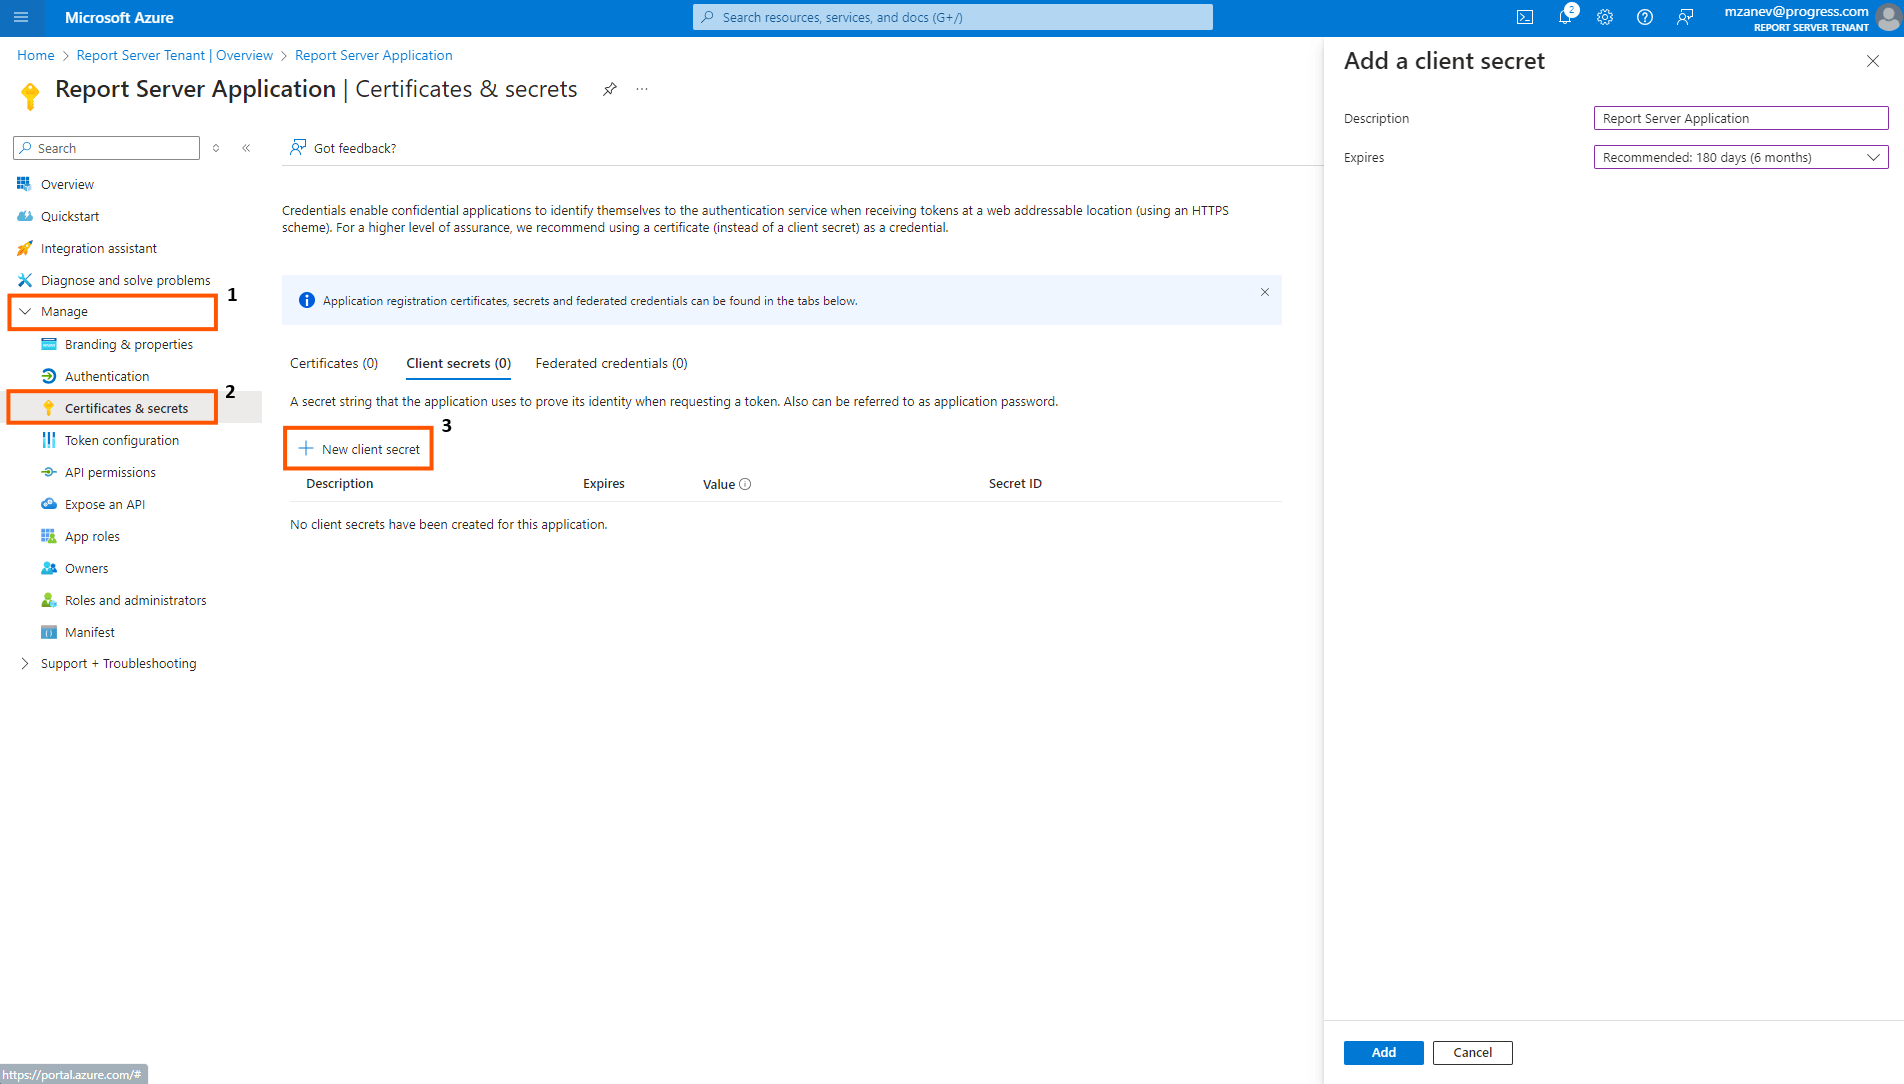 Microsoft Azure
Search resources, services, and docs (G+/)
2
mzanev@progress.com
REPORT SERVER TENANT
Home > Report Server Tenant | Overview > Report Server Application
Report Server Application | Certificates & secrets
...
Search
Overview
Quickstart
Integration assistant
Diagnose and solve problems
1
Manage
Branding & properties
Authentication
2
Certificates & secrets
Token configuration
API permissions
Expose an API
App roles
Owners
Roles and administrators
Manifest
Support + Troubleshooting
Got feedback?
Credentials enable confidential applications to identify themselves to the authentication service when receiving tokens at a web addressable location (using an HTTPS
scheme). For a higher level of assurance, we recommend using a certificate (instead of a client secret) as a credential.
Application registration certificates, secrets and federated credentials can be found in the tabs below.
Certificates (0) Client secrets (0) Federated credentials (0)
A secret string that the application uses to prove its identity when requesting a token. Also can be referred to as application password.
3
New client secret
Description Expires Value Secret ID
No client secrets have been created for this application.
Add a client secret
Description Report Server Application
Expires Recommended: 180 days (6 months)
Add Cancel
https://portal.azure.com/#